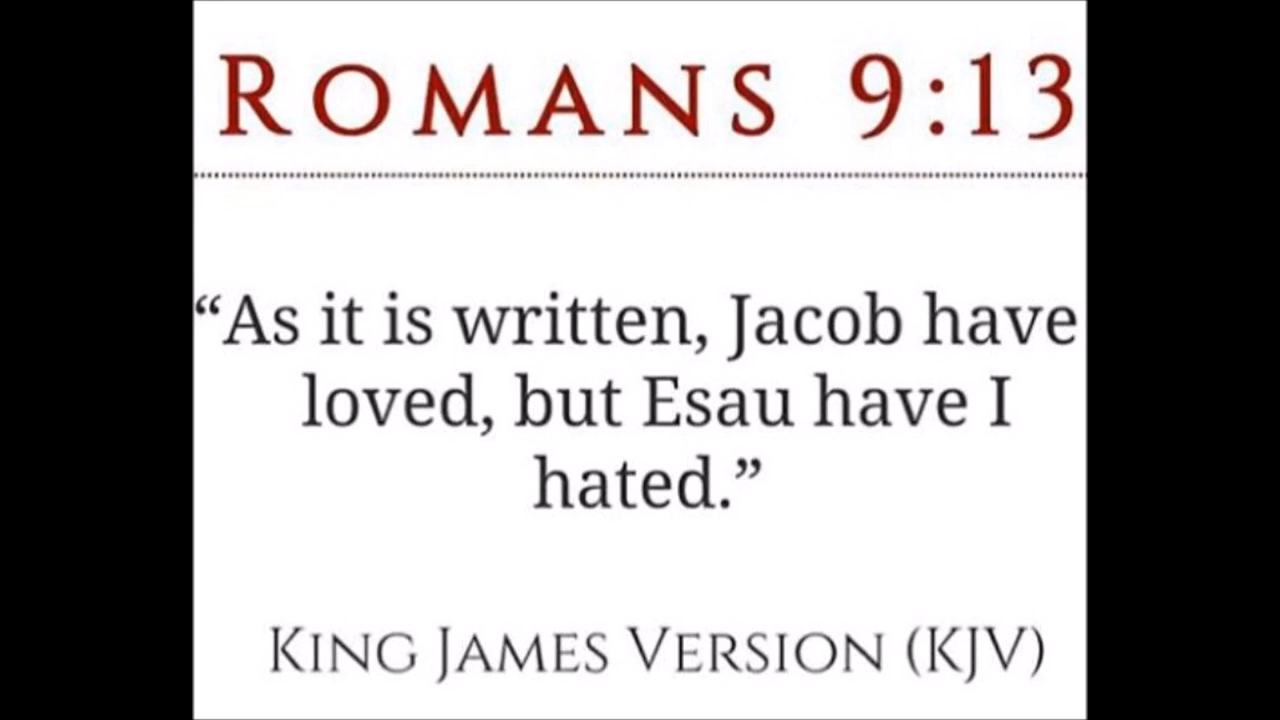 ROMANS 9:13
“As it is written, Jacob have
loved, but Esau have I
hated.”
KING JAMES VERSION (KJV)